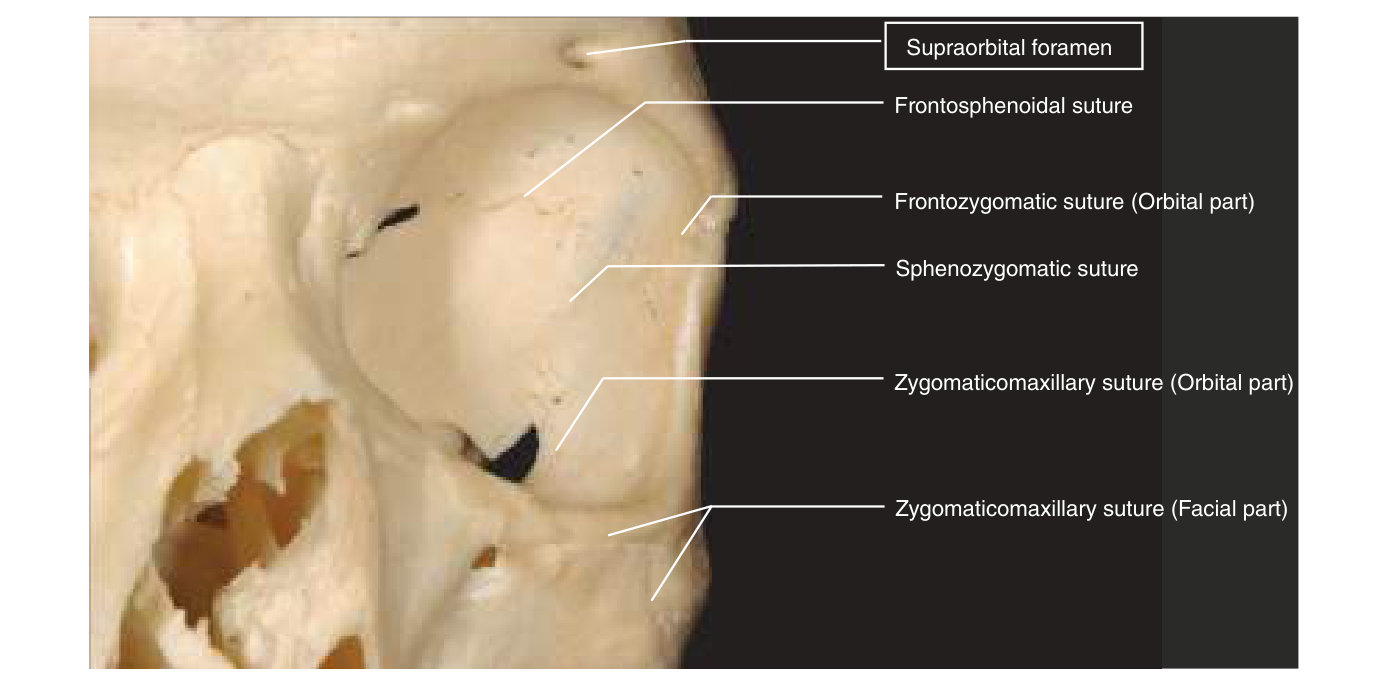 Supraorbital foramen
Frontosphenoidal suture
Frontozygomatic suture (Orbital part)
Sphenozygomatic suture
Zygomaticomaxillary suture (Orbital part)
Zygomaticomaxillary suture (Facial part)